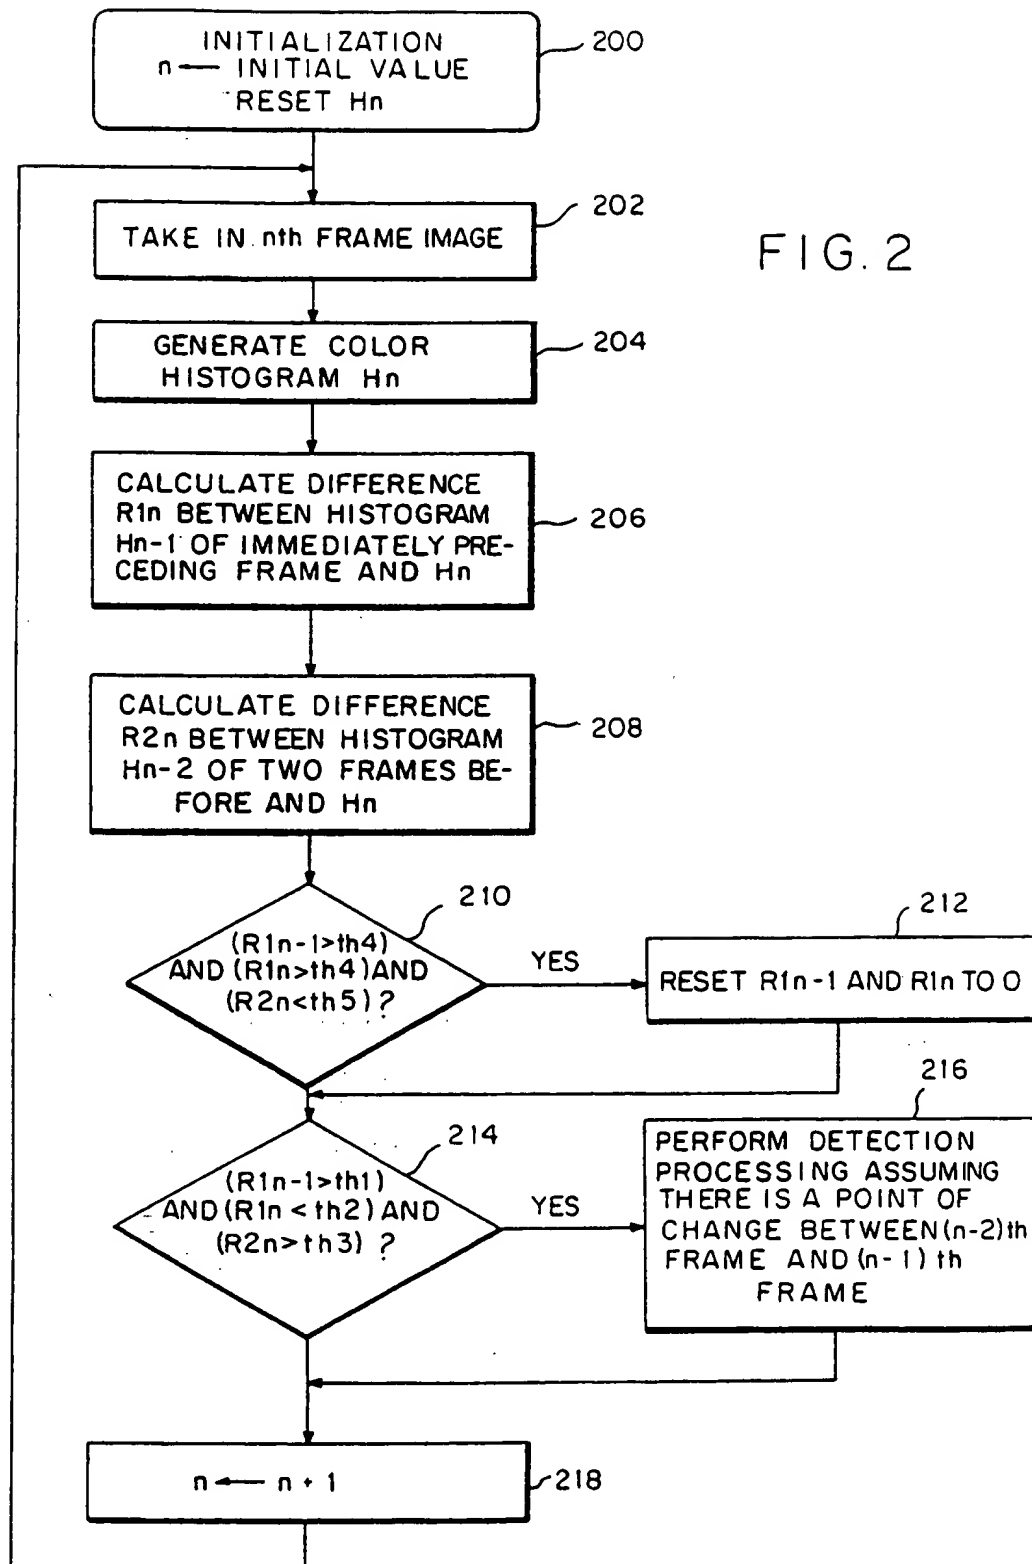 INITIALIZATION
n ← INITIAL VALUE
RESET Hn
200
TAKE IN nth FRAME IMAGE
202
FIG. 2
GENERATE COLOR
HISTOGRAM Hn
204
CALCULATE DIFFERENCE
R1n BETWEEN HISTOGRAM
Hn-1 OF IMMEDIATELY PRE-
CEDING FRAME AND Hn
206
CALCULATE DIFFERENCE
R2n BETWEEN HISTOGRAM
Hn-2 OF TWO FRAMES BE-
FORE AND Hn
208
210
(R1n-1>th4)
AND (R1n>th4) AND
(R2n<th5) ?
YES
212
RESET R1n-1 AND R1n TO 0
214
(R1n-1>th1)
AND (R1n<th2) AND
(R2n>th3) ?
YES
216
PERFORM DETECTION
PROCESSING ASSUMING
THERE IS A POINT OF
CHANGE BETWEEN (n-2)th
FRAME AND (n-1)th
FRAME
n ← n + 1
218